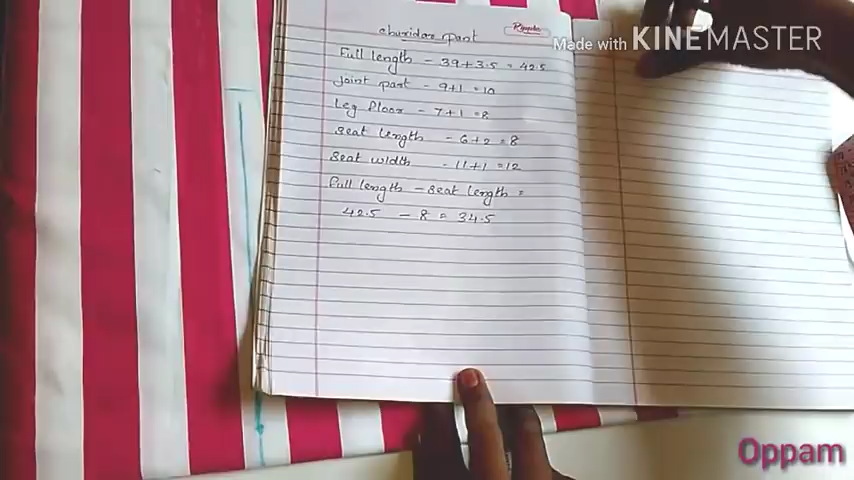 churidar pant
Made with KINEMASTER
Full length - 39+3.5 = 42.5
Joint part - 9+1 = 10
Leg floor - 7+1 = 8
seat length - 6+2 = 8
seat width - 11+1 = 12
Full length - seat length =
42.5 - 8 = 34.5
Oppam